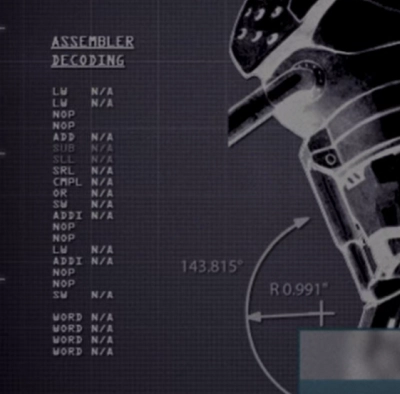 ASSEMBLER
DECODING
LW N/A
LW N/A
NOP
NOP
ADD N/A
SUB N/A
SLL N/A
SRL N/A
CMPL N/A
OR N/A
SW N/A
ADDI N/A
NOP
NOP
LW N/A
ADDI N/A
NOP
NOP
SW N/A
WORD N/A
WORD N/A
WORD N/A
WORD N/A
143.815°
R 0.991"